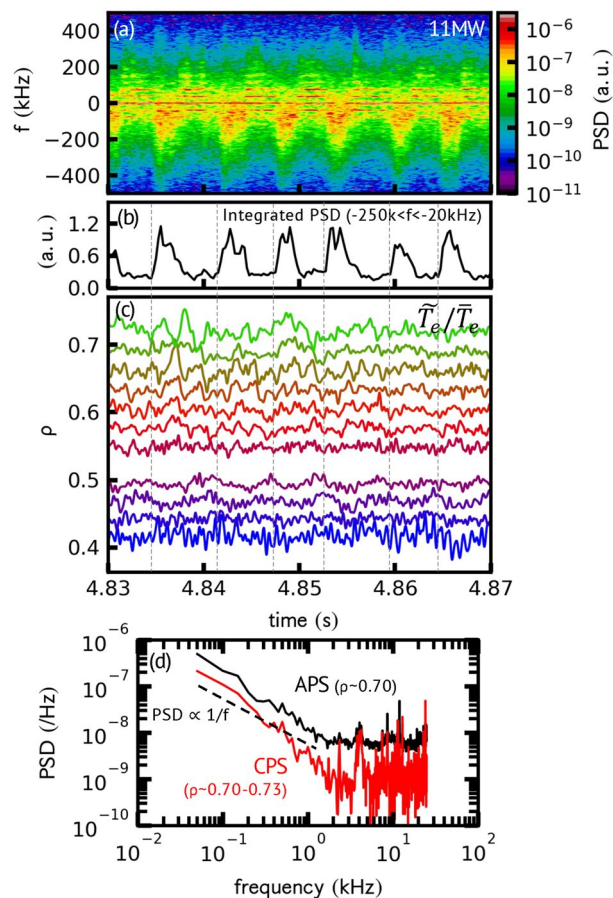 (a)
11MW
400
200
0
−200
−400
f (kHz)
10⁻⁶
10⁻⁷
10⁻⁸
10⁻⁹
10⁻¹⁰
10⁻¹¹
PSD (a.u.)
(b)
Integrated PSD (-250k<f<-20kHz)
1.2
0.6
0.0
(a.u.)
(c)
T̃ₑ/T̄ₑ
0.7
0.6
0.5
0.4
ρ
4.83 4.84 4.85 4.86 4.87
time (s)
(d)
10⁻⁶
10⁻⁷
10⁻⁸
10⁻⁹
10⁻¹⁰
PSD (/Hz)
APS (ρ~0.70)
PSD ∝ 1/f
CPS
(ρ~0.70-0.73)
10⁻² 10⁻¹ 10⁰ 10¹ 10²
frequency (kHz)